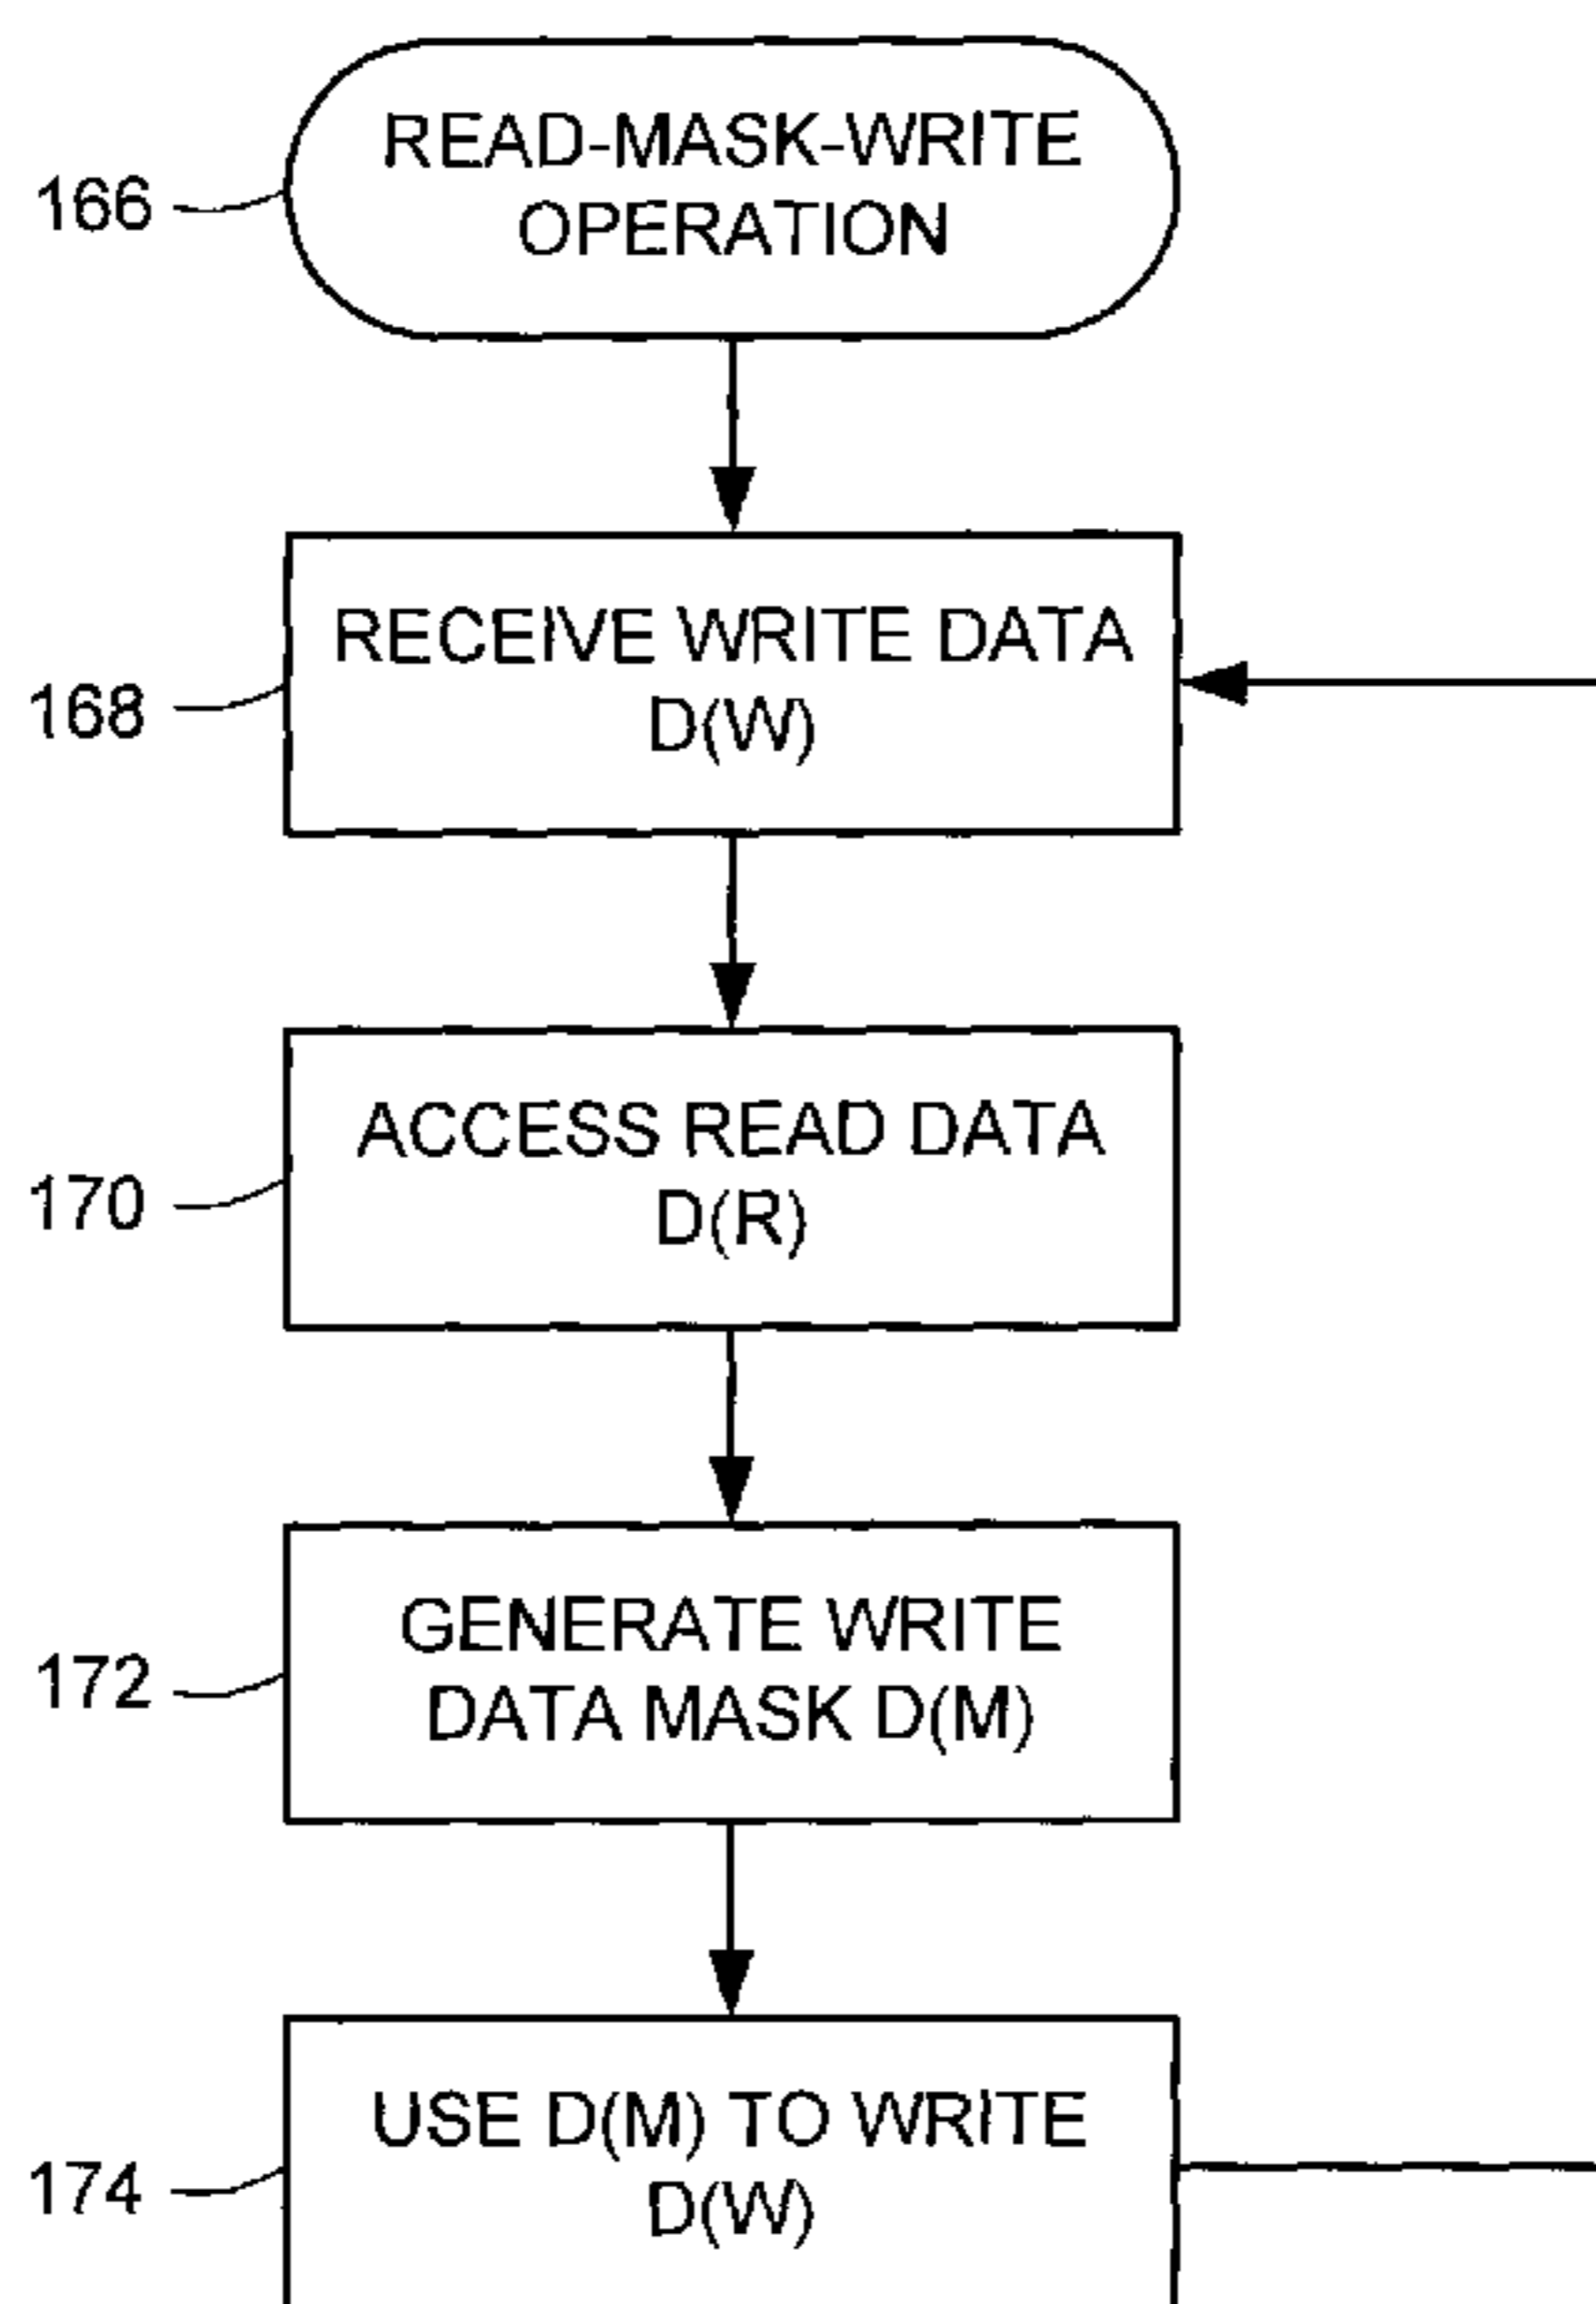 READ-MASK-WRITE
OPERATION
166
RECEIVE WRITE DATA
D(W)
168
ACCESS READ DATA
D(R)
170
GENERATE WRITE
DATA MASK D(M)
172
USE D(M) TO WRITE
D(W)
174